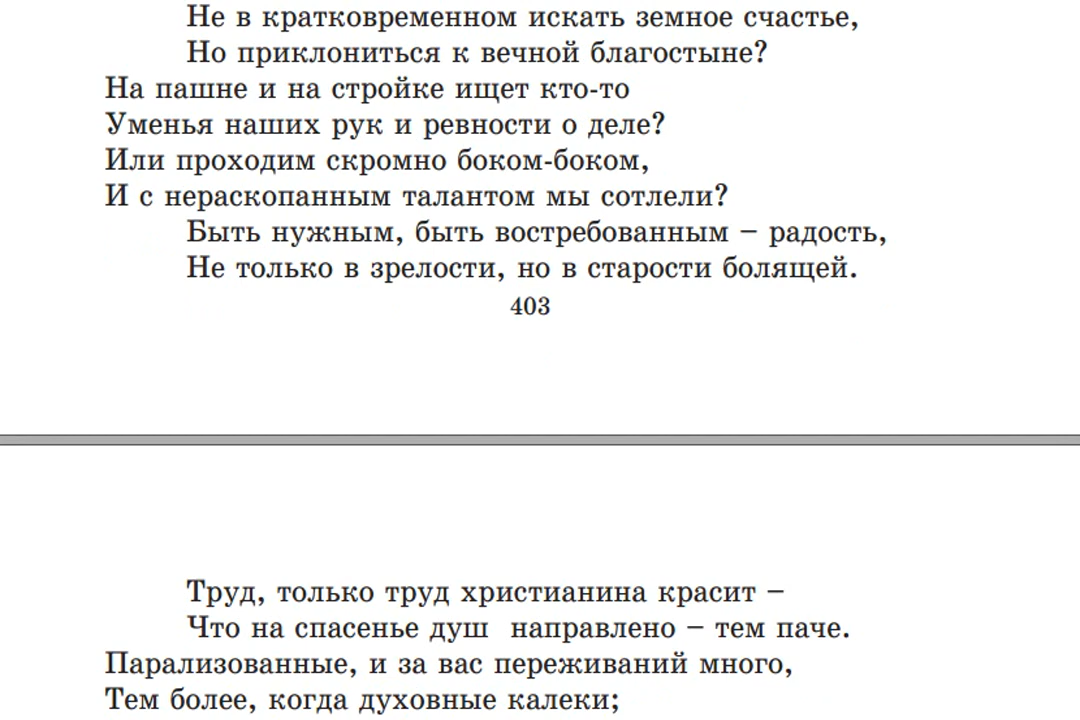 Не в кратковременном искать земное счастье,
Но приклониться к вечной благостыне?
На пашне и на стройке ищет кто-то
Уменья наших рук и ревности о деле?
Или проходим скромно боком-боком,
И с нераскопанным талантом мы сотлели?
Быть нужным, быть востребованным – радость,
Не только в зрелости, но в старости болящей.
403
Труд, только труд христианина красит –
Что на спасенье душ направлено – тем паче.
Парализованные, и за вас переживаний много,
Тем более, когда духовные калеки;